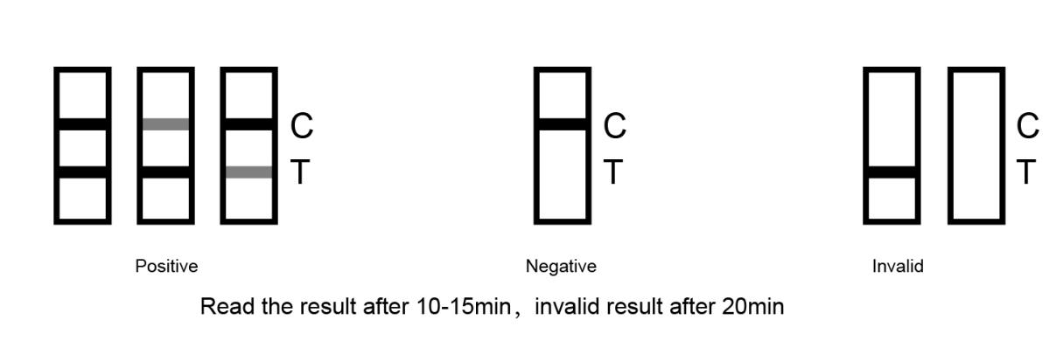 C
T
C
T
C
T
Positive
Negative
Invalid
Read the result after 10-15min，invalid result after 20min